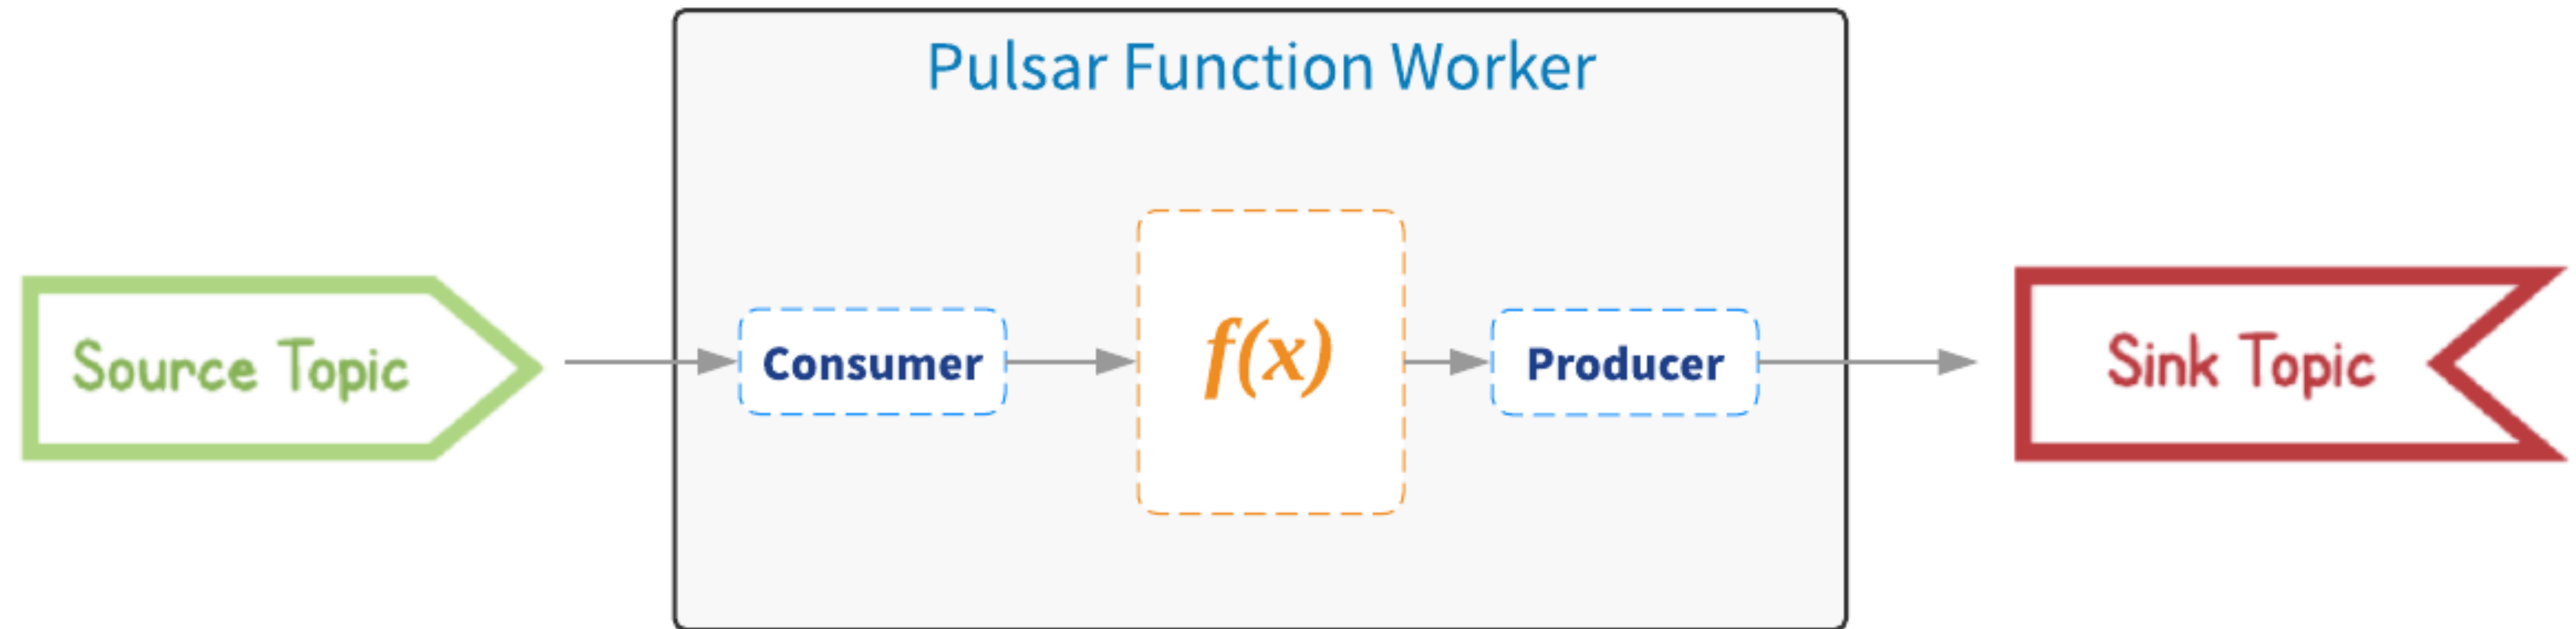 Pulsar Function Worker
Source Topic
Consumer
f(x)
Producer
Sink Topic